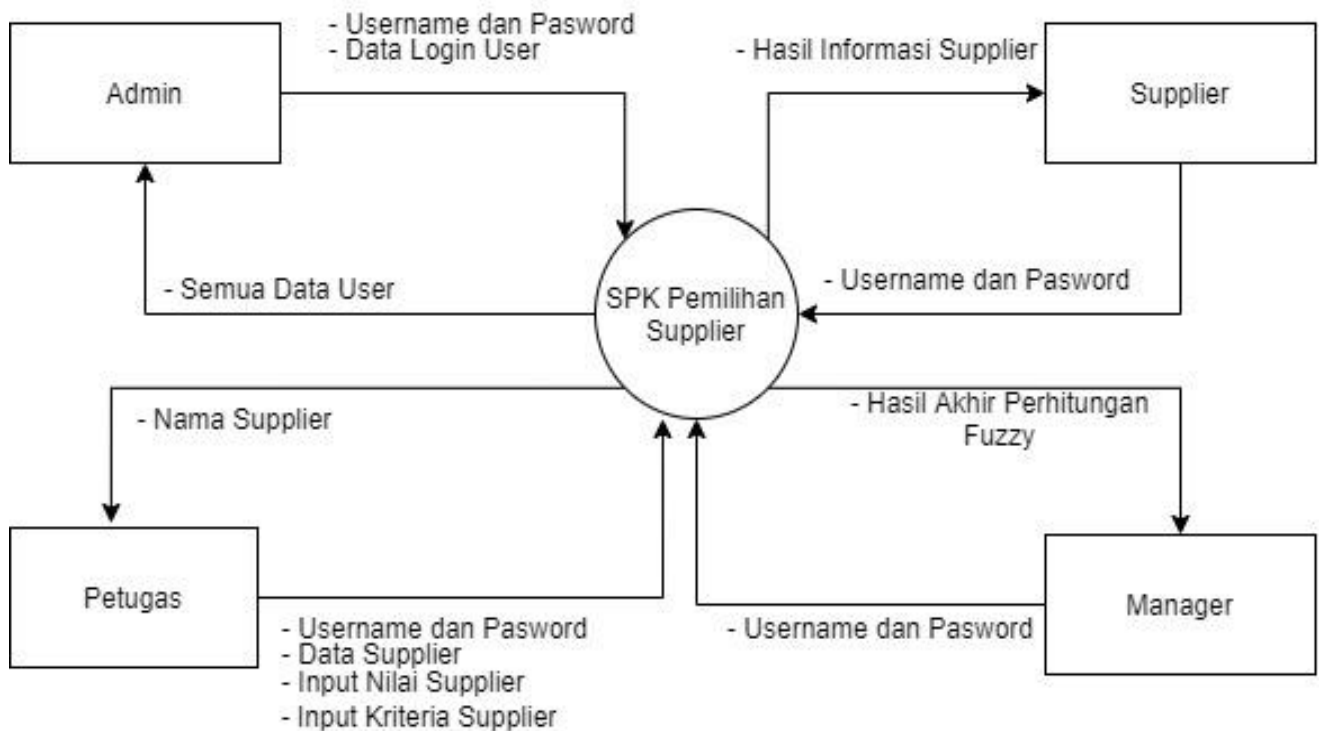 - Username dan Pasword
- Data Login User
Admin
- Hasil Informasi Supplier
Supplier
- Semua Data User
SPK Pemilihan
Supplier
- Username dan Pasword
- Nama Supplier
- Hasil Akhir Perhitungan
Fuzzy
Petugas
- Username dan Pasword
- Data Supplier
- Input Nilai Supplier
- Input Kriteria Supplier
- Username dan Pasword
Manager